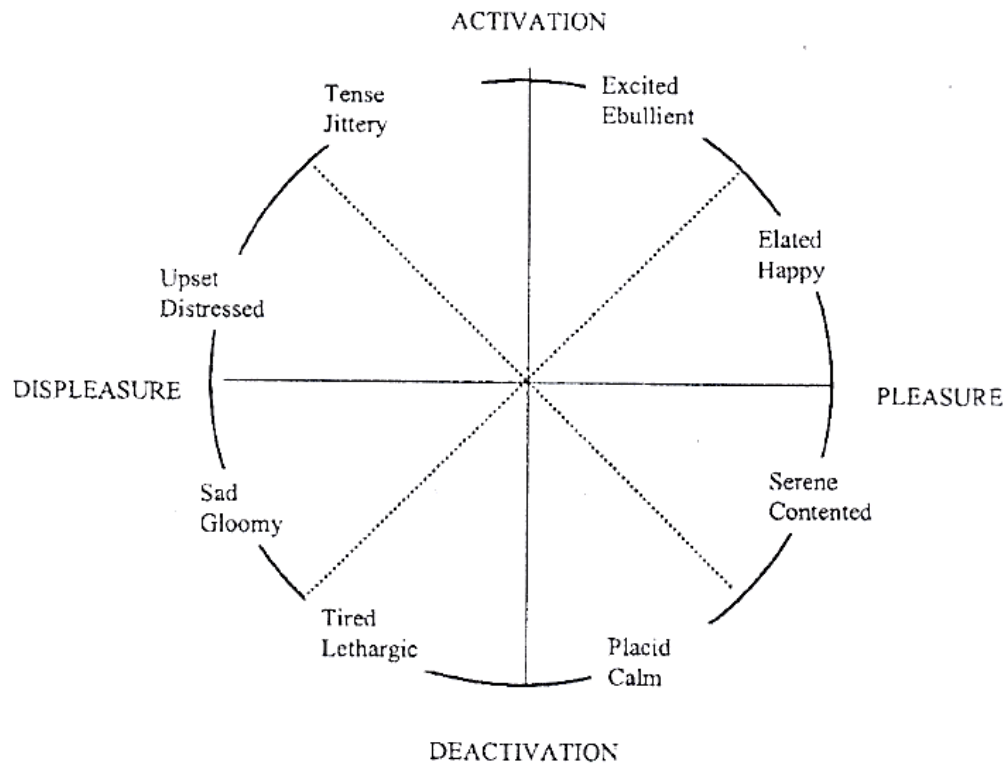 ACTIVATION
Tense
Jittery
Excited
Ebullient
Upset
Distressed
Elated
Happy
DISPLEASURE
PLEASURE
Sad
Gloomy
Serene
Contented
Tired
Lethargic
Placid
Calm
DEACTIVATION